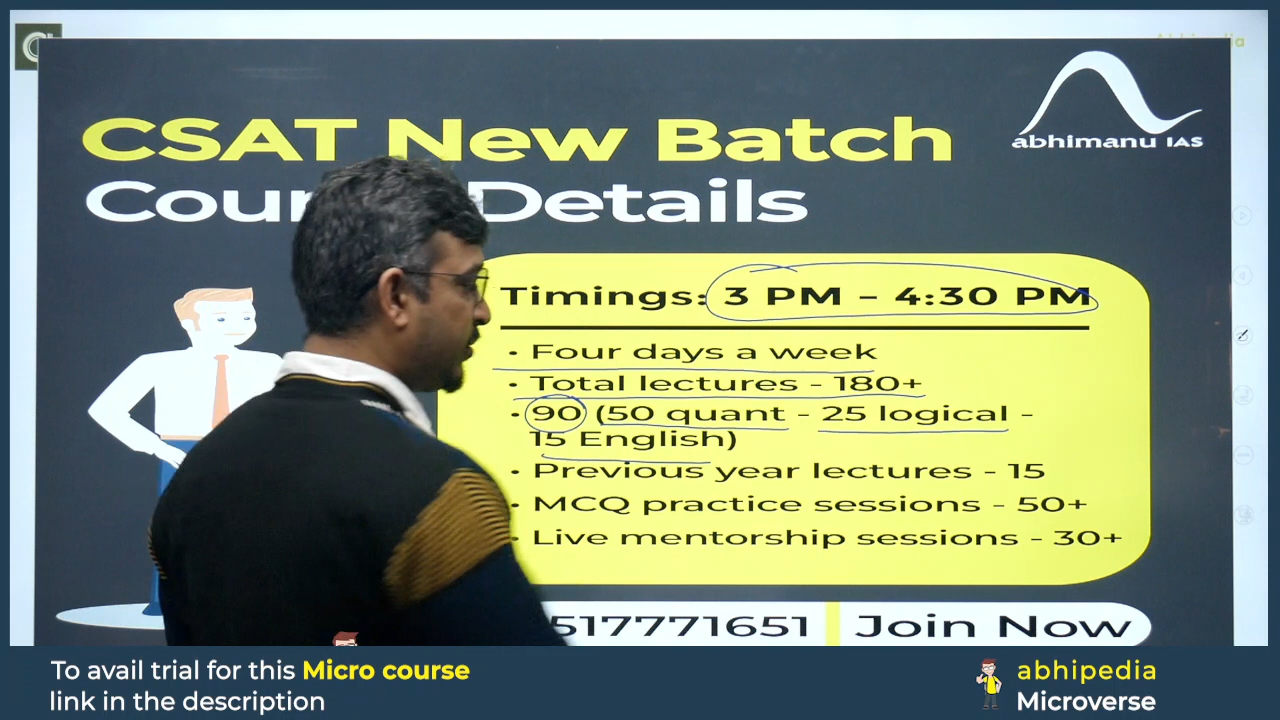 abhimanu IAS
CSAT New Batch
Details
Timings: 3 PM – 4:30 PM
• Four days a week
• Total lectures - 180+
• 90 (50 quant - 25 logical -
15 English)
• Previous year lectures - 15
• MCQ practice sessions - 50+
• Live mentorship sessions - 30+
517771651 Join Now
To avail trial for this Micro course
link in the description
abhipedia
Microverse